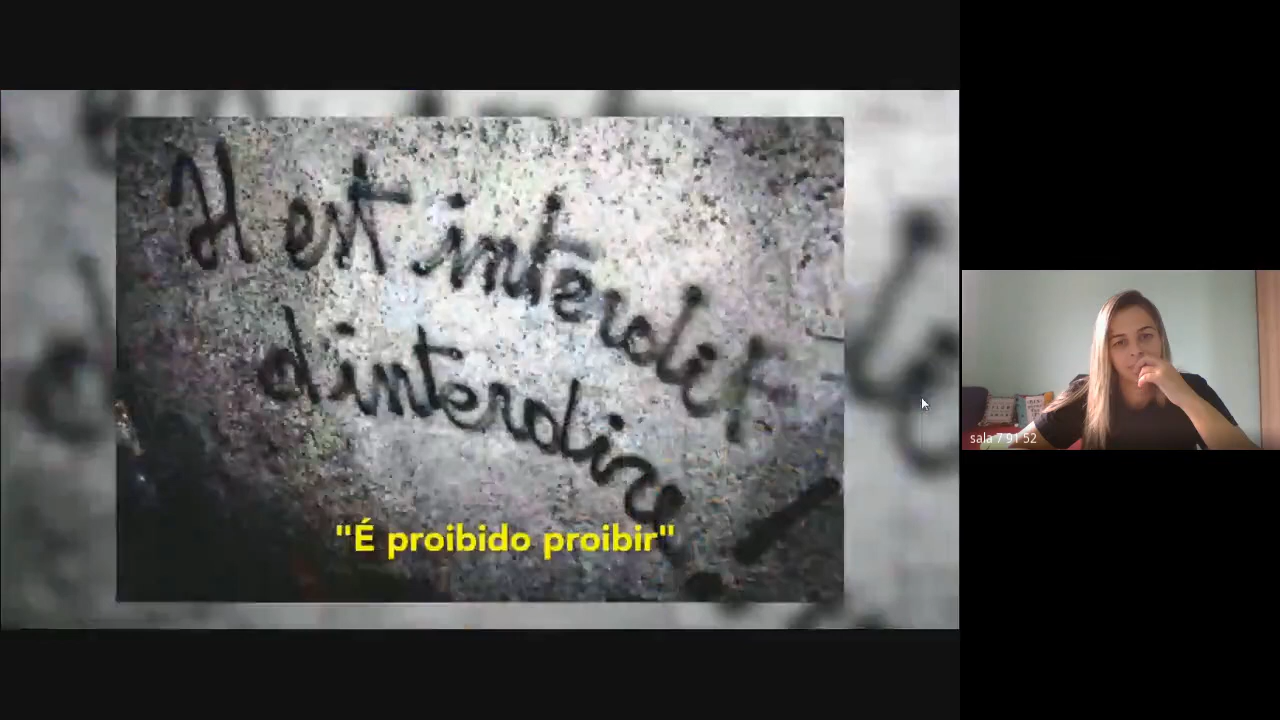 Il est interdit
d'interdire !
"É proibido proibir"
sala 7 91 52